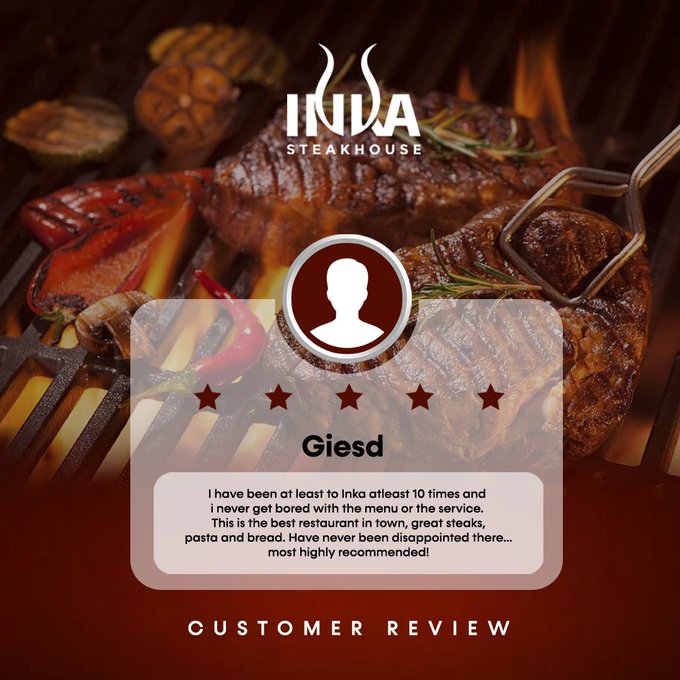 INKA
STEAKHOUSE
Giesd
I have been at least to Inka atleast 10 times and
i never get bored with the menu or the service.
This is the best restaurant in town, great steaks,
pasta and bread. Have never been disappointed there...
most highly recommended!
CUSTOMER REVIEW